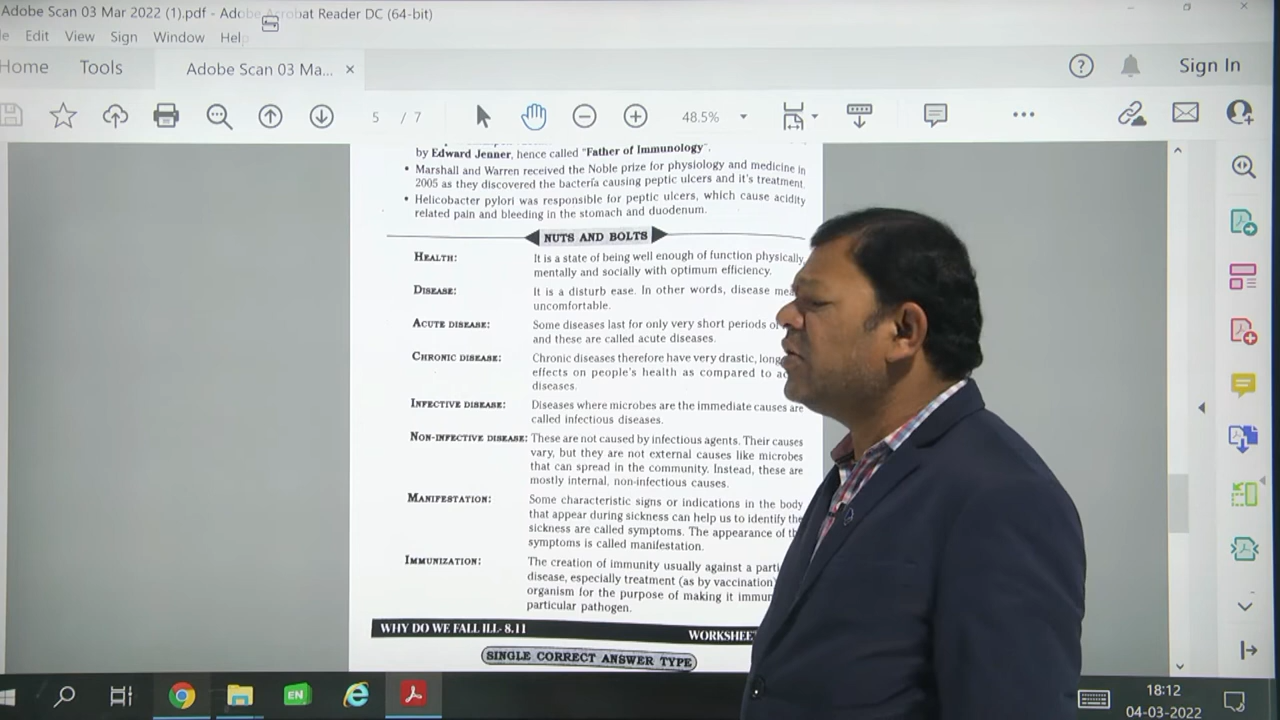 Adobe Scan 03 Mar 2022 (1).pdf - Adobe Acrobat Reader DC (64-bit)
Edit View Sign Window Help
Home Tools Adobe Scan 03 Ma... × Sign In
5 / 7 48.5%
by Edward Jenner, hence called "Father of Immunology".
• Marshall and Warren received the Noble prize for physiology and medicine in
2005 as they discovered the bacteria causing peptic ulcers and it's treatment.
• Helicobacter pylori was responsible for peptic ulcers, which cause acidity
related pain and bleeding in the stomach and duodenum.
NUTS AND BOLTS
HEALTH: It is a state of being well enough of function physically,
mentally and socially with optimum efficiency.
DISEASE: It is a disturb ease. In other words, disease
uncomfortable.
ACUTE DISEASE: Some diseases last for only very short periods
and these are called acute diseases.
CHRONIC DISEASE: Chronic diseases therefore have very drastic,
effects on people's health as compared to
diseases.
INFECTIVE DISEASE: Diseases where microbes are the immediate causes are
called infectious diseases.
NON-INFECTIVE DISEASE: These are not caused by infectious agents. Their causes
vary, but they are not external causes like microbes
that can spread in the community. Instead, these are
mostly internal, non-infectious causes.
MANIFESTATION: Some characteristic signs or indications in the body
that appear during sickness can help us to identify the
sickness are called symptoms. The appearance of
symptoms is called manifestation.
IMMUNIZATION: The creation of immunity usually against a
disease, especially treatment (as by vaccination)
organism for the purpose of making it
particular pathogen.
WHY DO WE FALL ILL- 8.11
SINGLE CORRECT ANSWER TYPE
EN
18:12
04-03-2022